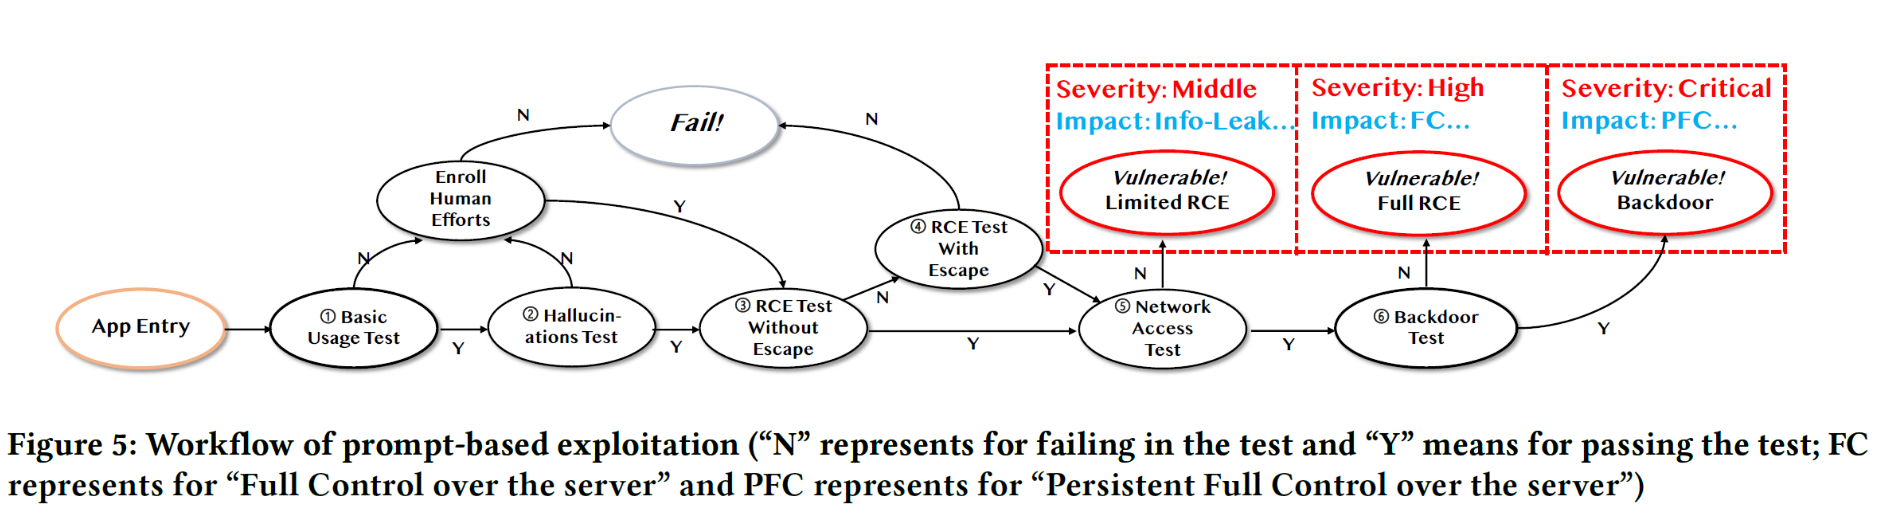 Severity: Middle
Impact: Info-Leak...
Severity: High
Impact: FC...
Severity: Critical
Impact: PFC...
N
Fail!
N
Enroll
Human
Efforts
Y
Vulnerable!
Limited RCE
Vulnerable!
Full RCE
Vulnerable!
Backdoor
④ RCE Test
With
Escape
N
N
N
Y
N
N
App Entry
① Basic
Usage Test
Y
② Hallucin-
ations Test
Y
③ RCE Test
Without
Escape
Y
⑤ Network
Access
Test
Y
⑥ Backdoor
Test
Y
Figure 5: Workflow of prompt-based exploitation (“N” represents for failing in the test and “Y” means for passing the test; FC
represents for “Full Control over the server” and PFC represents for “Persistent Full Control over the server”)